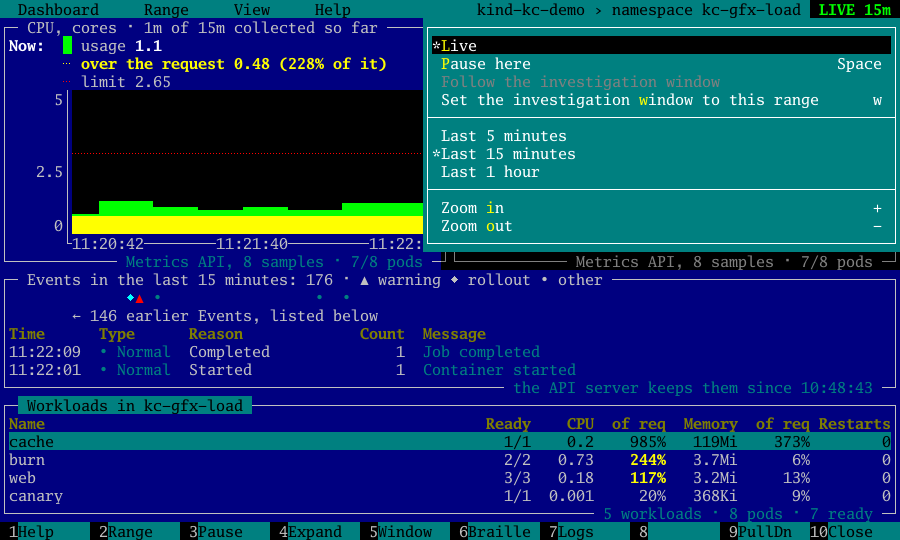 Dashboard Range View Help kind-kc-demo › namespace kc-gfx-load LIVE 15m
CPU, cores · 1m of 15m collected so far
Now: usage 1.1
over the request 0.48 (228% of it)
limit 2.65
5
2.5
0
11:20:42 11:21:40 11:22:
Metrics API, 8 samples · 7/8 pods
*Live
Pause here Space
Follow the investigation window
Set the investigation window to this range w
Last 5 minutes
*Last 15 minutes
Last 1 hour
Zoom in +
Zoom out −
Metrics API, 8 samples · 7/8 pods
Events in the last 15 minutes: 176 · ▲ warning ◆ rollout • other
← 146 earlier Events, listed below
Time Type Reason Count Message
11:22:09 • Normal Completed 1 Job completed
11:22:01 • Normal Started 1 Container started
the API server keeps them since 10:48:43
Workloads in kc-gfx-load
Name Ready CPU of req Memory of req Restarts
cache 1/1 0.2 985% 119Mi 373% 0
burn 2/2 0.73 244% 3.7Mi 6% 0
web 3/3 0.18 117% 3.2Mi 13% 0
canary 1/1 0.001 20% 368Ki 9% 0
5 workloads · 8 pods · 7 ready
1Help 2Range 3Pause 4Expand 5Window 6Braille 7Logs 8 9PullDn 10Close